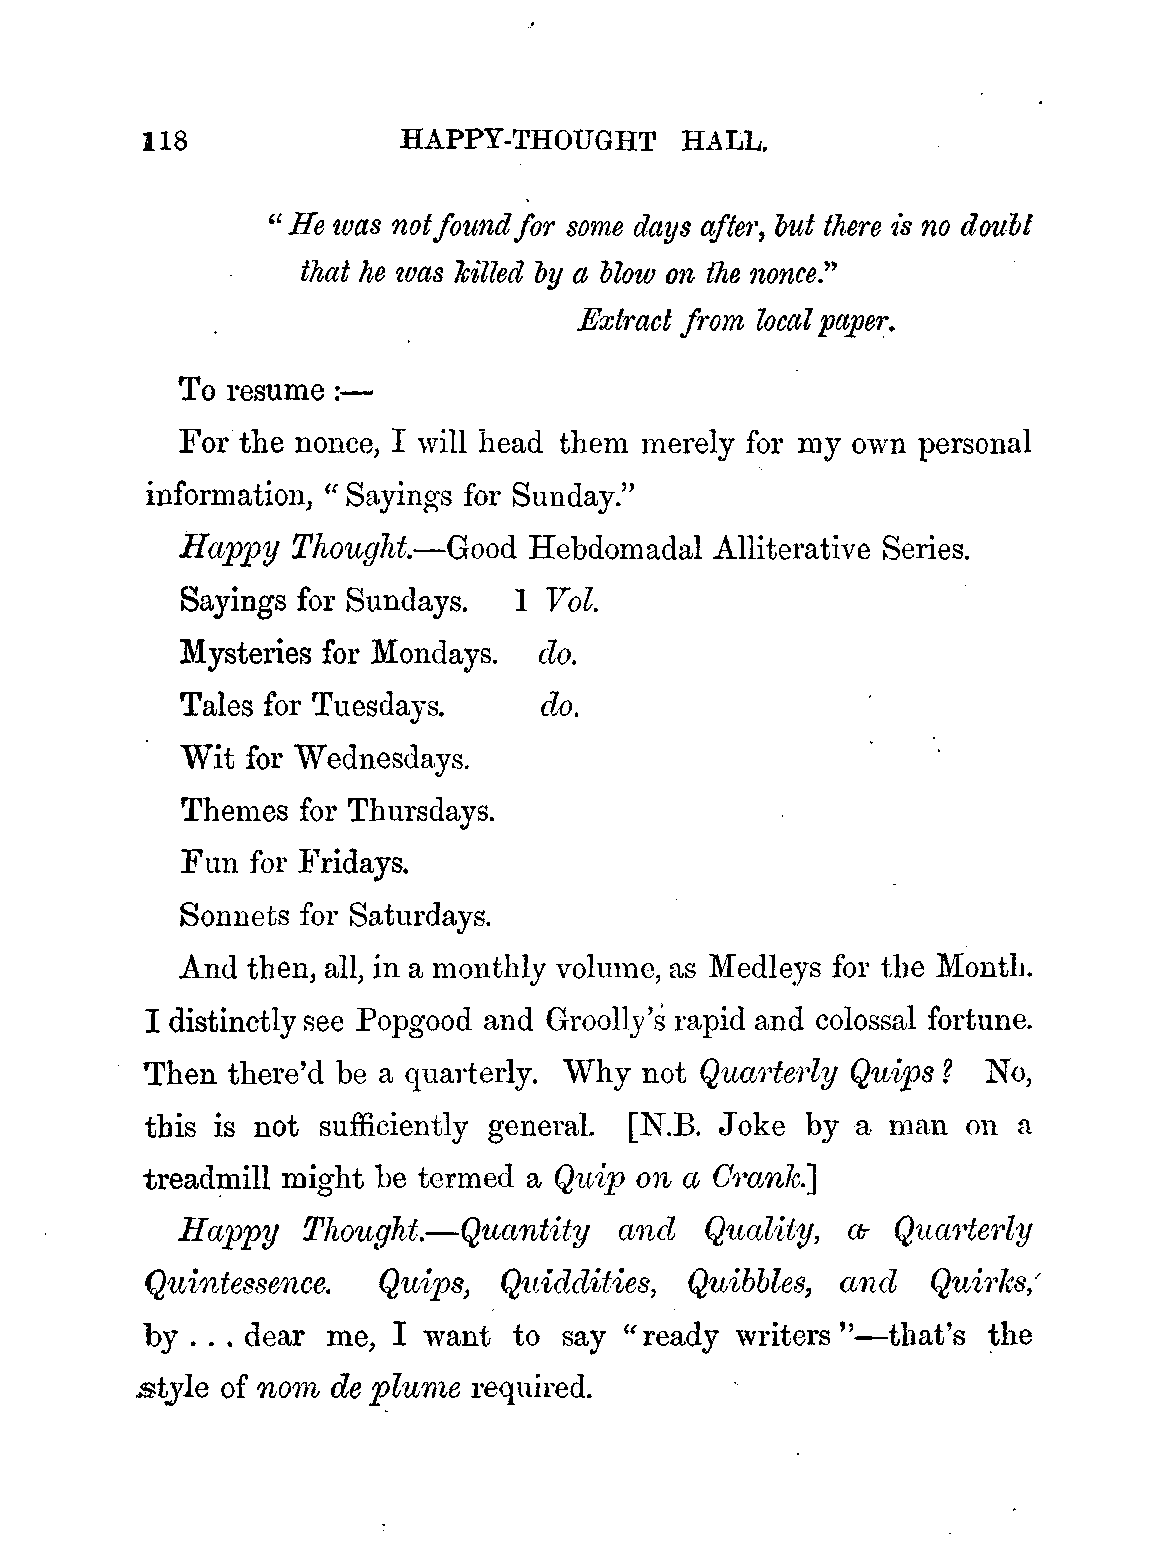 118 HAPPY-THOUGHT HALL.
“ He was not found for some days after, but there is no doubt
that he was killed by a blow on the nonce.”
Extract from local paper.
To resume :—
For the nonce, I will head them merely for my own personal
information, “ Sayings for Sunday.”
Happy Thought.—Good Hebdomadal Alliterative Series.
Sayings for Sundays. 1 Vol.
Mysteries for Mondays. do.
Tales for Tuesdays. do.
Wit for Wednesdays.
Themes for Thursdays.
Fun for Fridays.
Sonnets for Saturdays.
And then, all, in a monthly volume, as Medleys for the Month.
I distinctly see Popgood and Groolly’s rapid and colossal fortune.
Then there’d be a quarterly. Why not Quarterly Quips ? No,
this is not sufficiently general. [N.B. Joke by a man on a
treadmill might be termed a Quip on a Crank.]
Happy Thought.—Quantity and Quality, a Quarterly
Quintessence. Quips, Quiddities, Quibbles, and Quirks,
by . . . dear me, I want to say “ready writers ”—that’s the
style of nom de plume required.